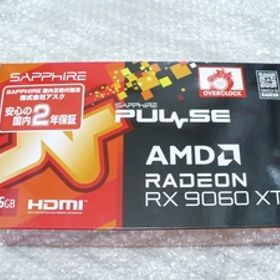 SAPPHIRE
OVERCLOCK
SAPPHIRE 国内正規代理店
株式会社アスク
安心の
国内2年保証
SAPPHIRE
PULSE
AMD
RADEON
RX 9060 XT
6GB
HDMI